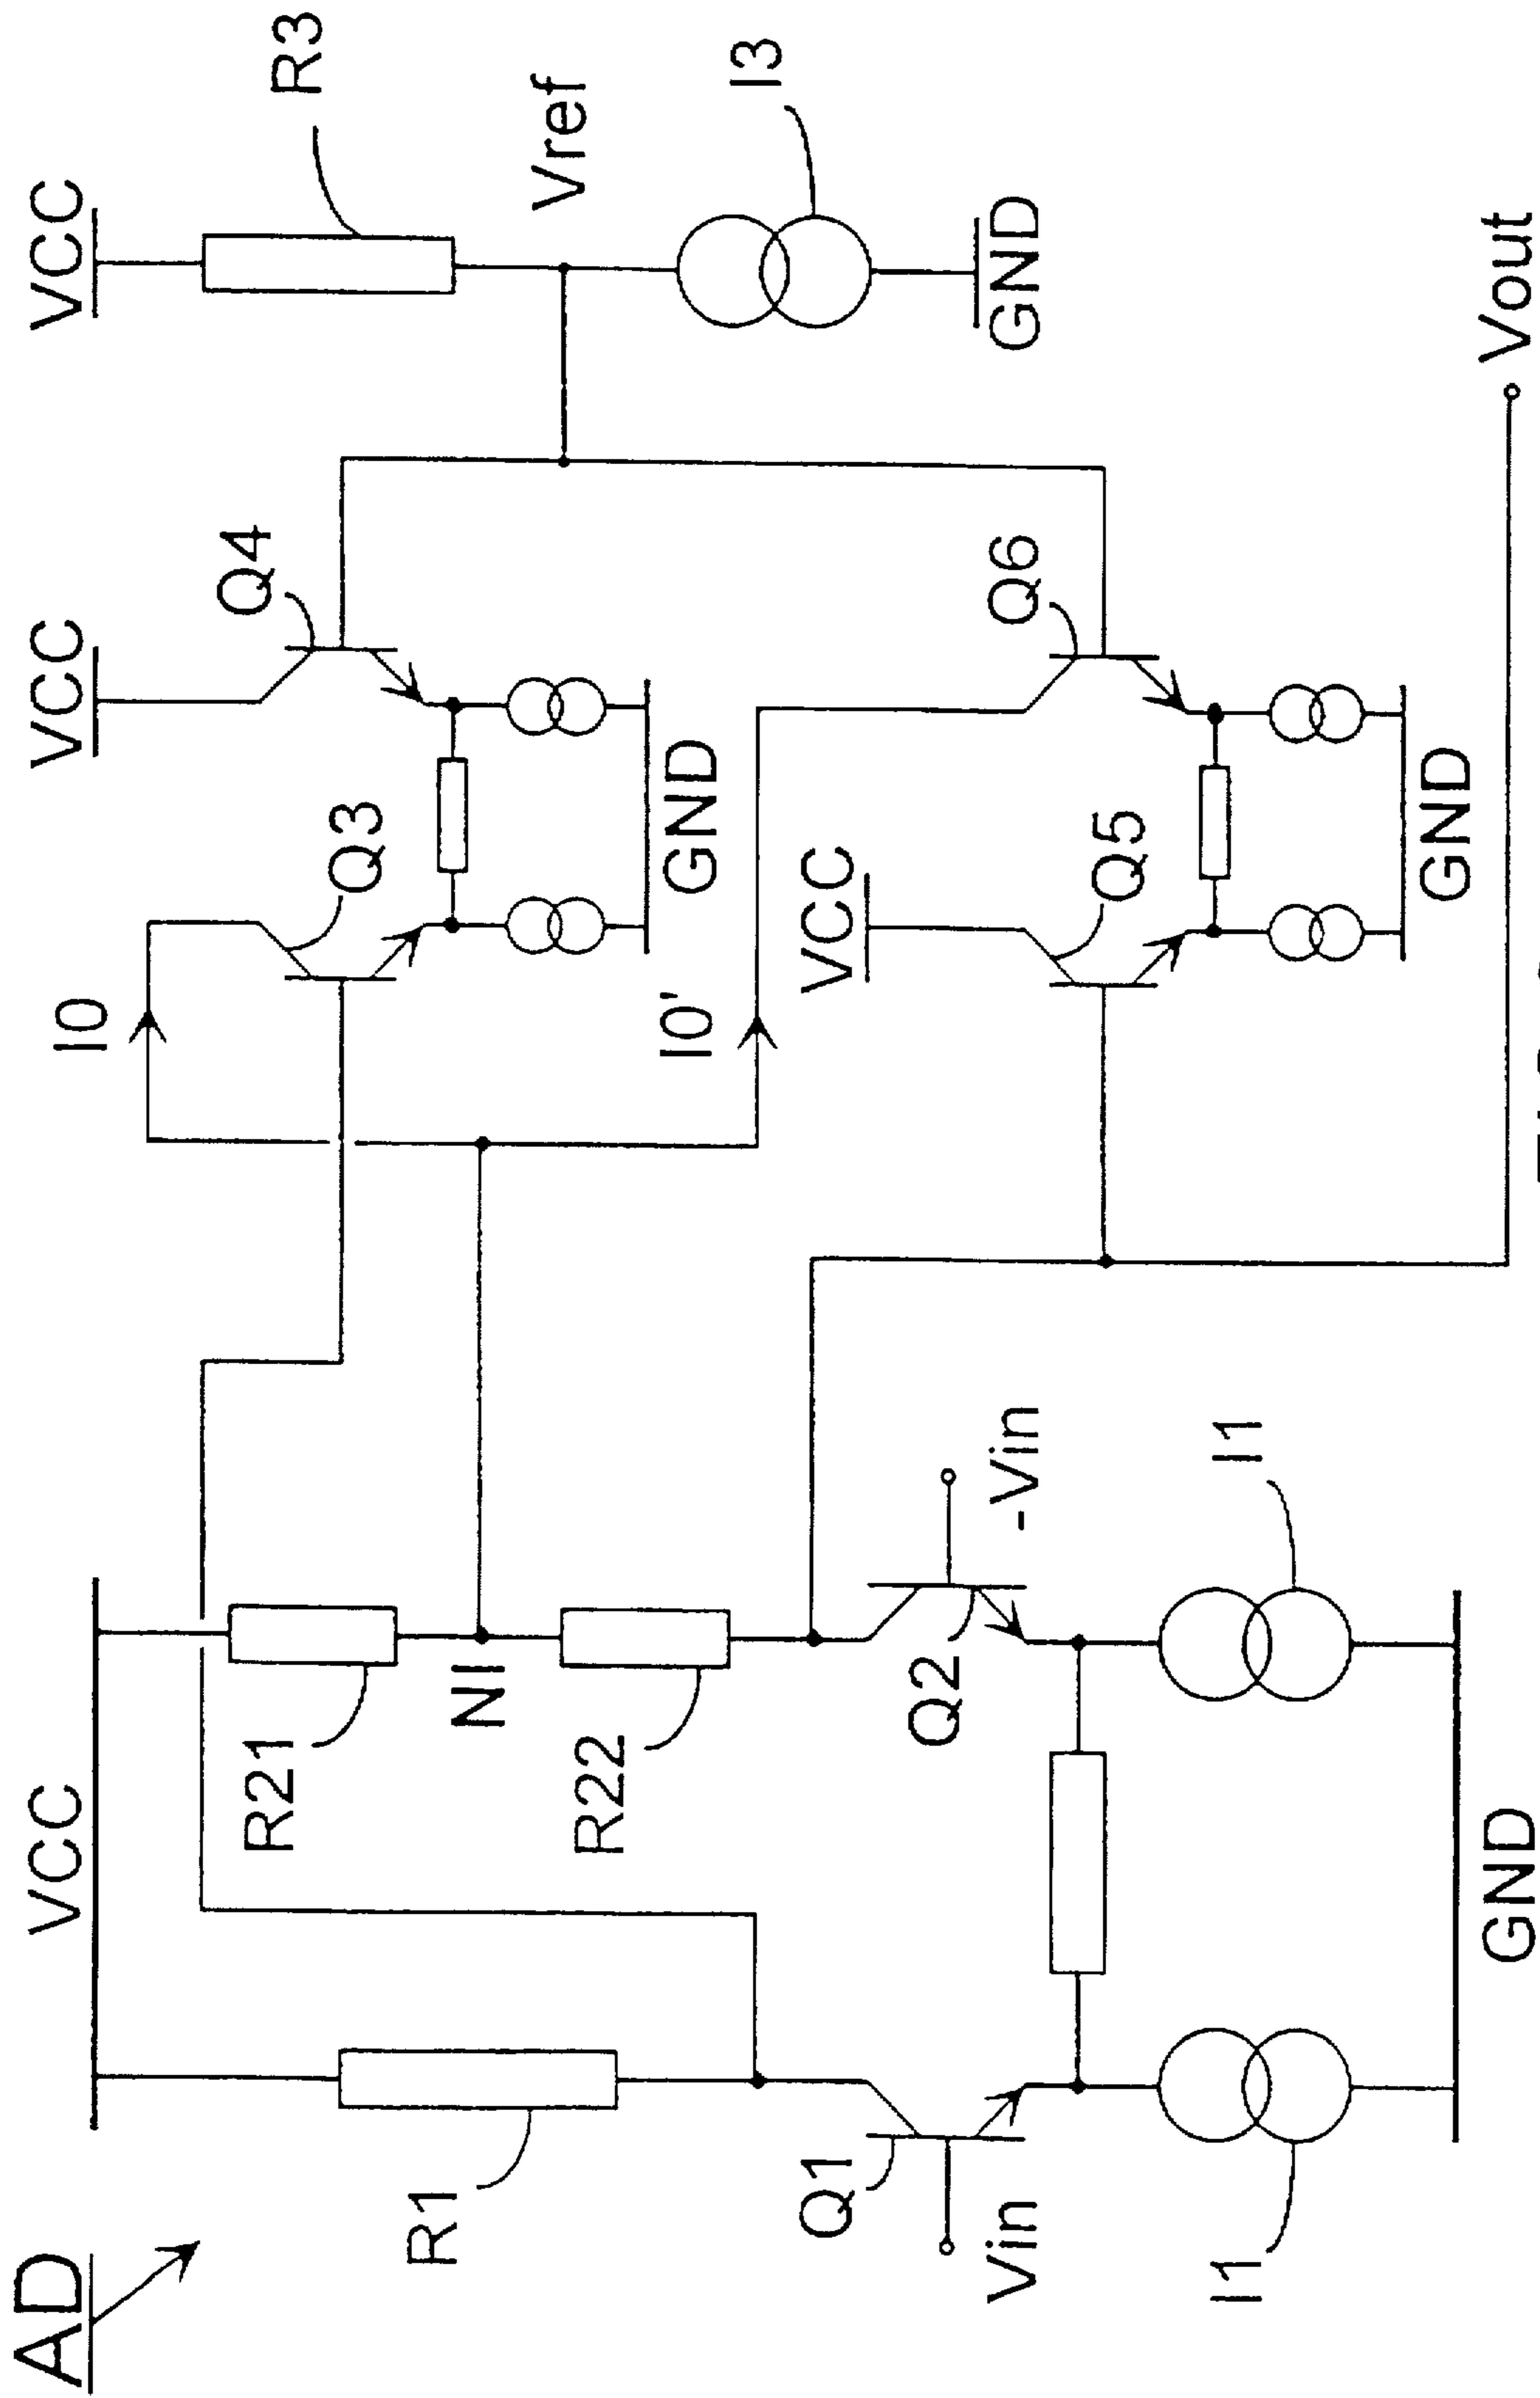 AD
VCC
VCC
VCC
R1
R21
NI
R22
I0
Q3
Q4
R3
Vref
I3
GND
GND
I0'
VCC
Q5
Q6
GND
Q1
Vin
Q2
-Vin
I1
I1
GND
Vout